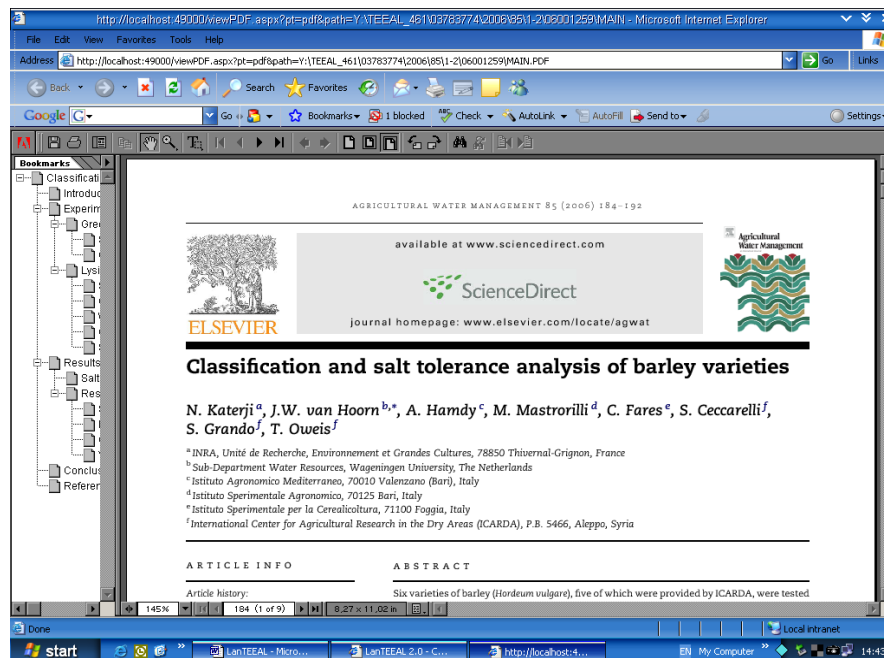 http://localhost:49000/viewPDF.aspx?pt=pdf&path=Y:\TEEAL_461\03783774\2006\85\1-2\06001259\MAIN - Microsoft Internet Explorer
File Edit View Favorites Tools Help
Address http://localhost:49000/viewPDF.aspx?pt=pdf&path=Y:\TEEAL_461\03783774\2006\85\1-2\06001259\MAIN.PDF Go Links
Back Search Favorites
Google G Go Bookmarks 1 blocked ABC Check AutoLink AutoFill Send to Settings
Bookmarks
Classificati
Introduc
Experim
Gree
Lysi
Results
Salt
Res
Conclus
Referen
AGRICULTURAL WATER MANAGEMENT 85 (2006) 184–192
available at www.sciencedirect.com
ScienceDirect
journal homepage: www.elsevier.com/locate/agwat
ELSEVIER
Agricultural
Water Management
Classification and salt tolerance analysis of barley varieties
N. Katerji a, J.W. van Hoorn b,*, A. Hamdy c, M. Mastrorilli d, C. Fares e, S. Ceccarelli f,
S. Grando f, T. Oweis f
a INRA, Unité de Recherche, Environnement et Grandes Cultures, 78850 Thivernal-Grignon, France
b Sub-Department Water Resources, Wageningen University, The Netherlands
c Istituto Agronomico Mediterraneo, 70010 Valenzano (Bari), Italy
d Istituto Sperimentale Agronomico, 70125 Bari, Italy
e Istituto Sperimentale per la Cerealicoltura, 71100 Foggia, Italy
f International Center for Agricultural Research in the Dry Areas (ICARDA), P.B. 5466, Aleppo, Syria
ARTICLE INFO
ABSTRACT
Article history:
Six varieties of barley (Hordeum vulgare), five of which were provided by ICARDA, were tested
145% 184 (1 of 9) 8,27 x 11,02 in
Done Local intranet
start LanTEEAL - Micro... LanTEEAL 2.0 - C... http://localhost:4... EN My Computer 14:43